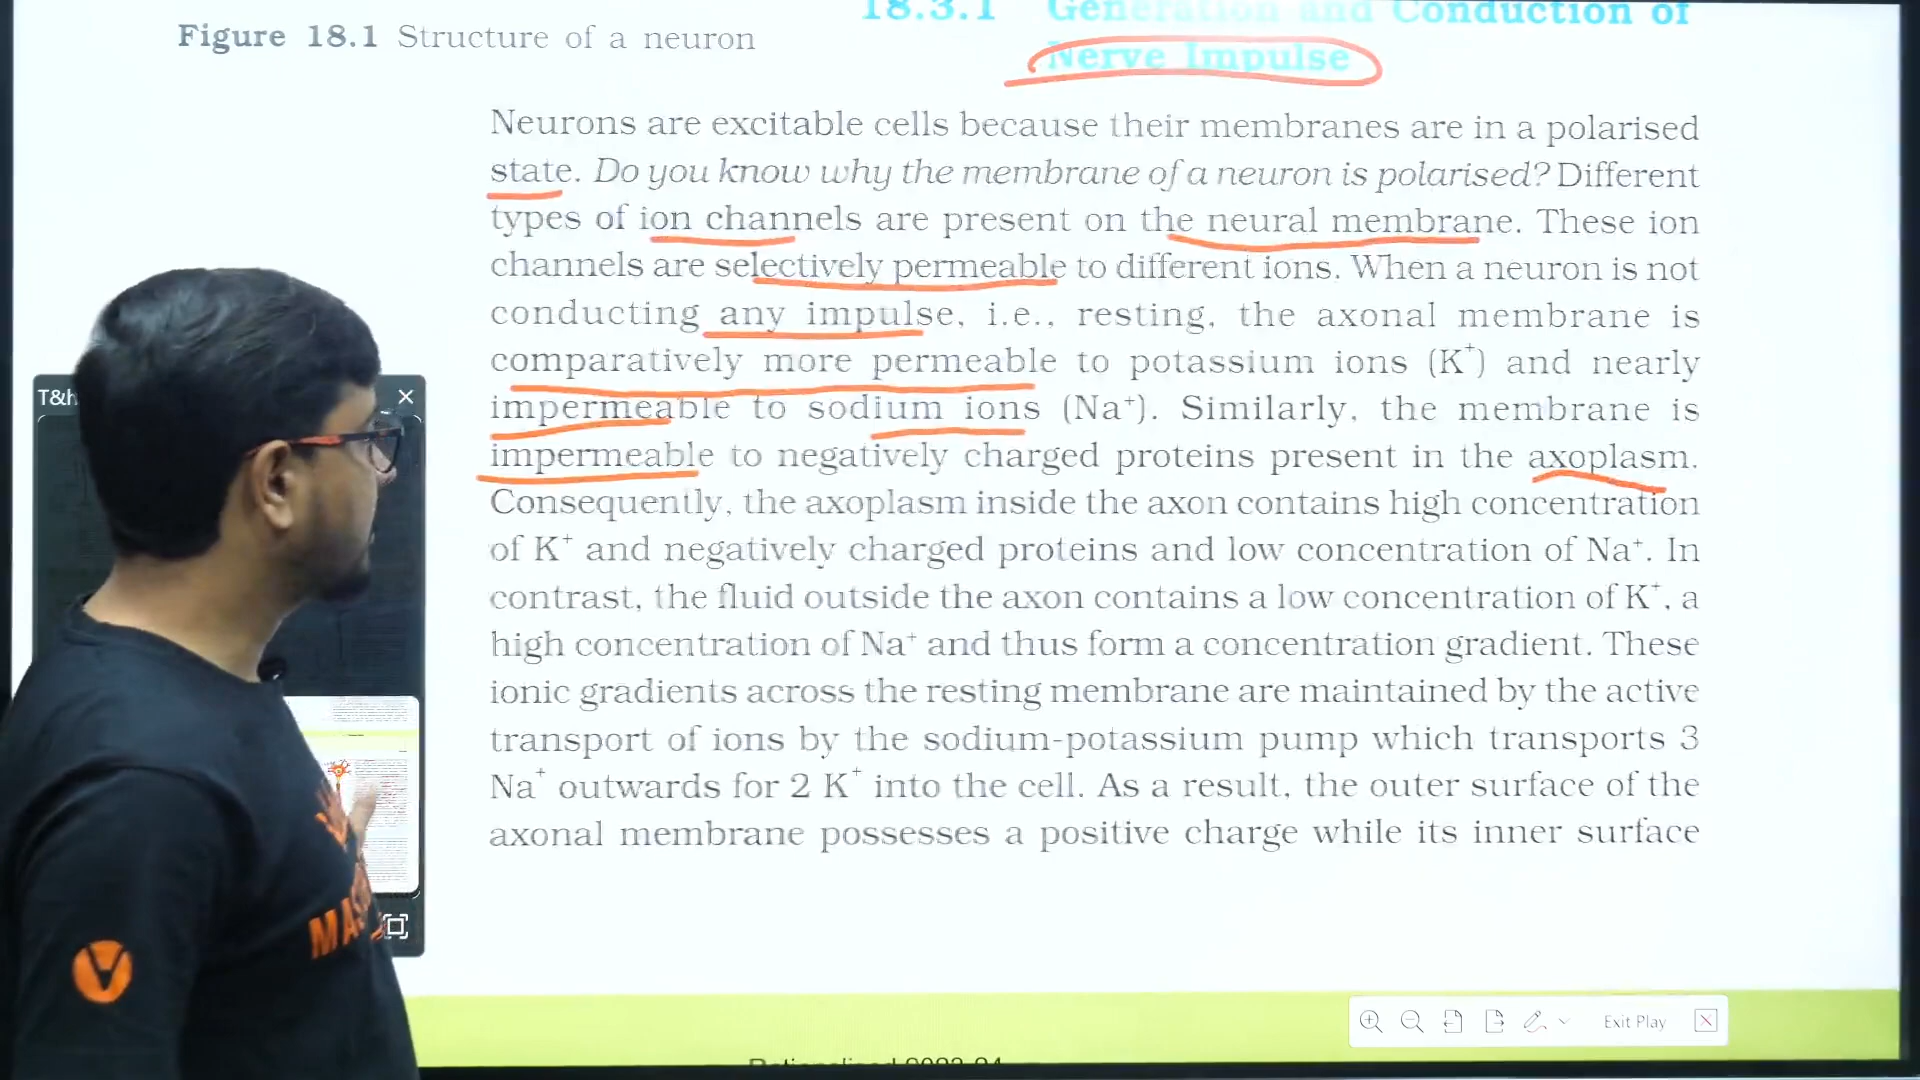 18.3.1 Generation and Conduction of
Figure 18.1 Structure of a neuron
Nerve Impulse
Neurons are excitable cells because their membranes are in a polarised
state. Do you know why the membrane of a neuron is polarised? Different
types of ion channels are present on the neural membrane. These ion
channels are selectively permeable to different ions. When a neuron is not
conducting any impulse, i.e., resting, the axonal membrane is
comparatively more permeable to potassium ions (K⁺) and nearly
impermeable to sodium ions (Na⁺). Similarly, the membrane is
impermeable to negatively charged proteins present in the axoplasm.
Consequently, the axoplasm inside the axon contains high concentration
of K⁺ and negatively charged proteins and low concentration of Na⁺. In
contrast, the fluid outside the axon contains a low concentration of K⁺, a
high concentration of Na⁺ and thus form a concentration gradient. These
ionic gradients across the resting membrane are maintained by the active
transport of ions by the sodium-potassium pump which transports 3
Na⁺ outwards for 2 K⁺ into the cell. As a result, the outer surface of the
axonal membrane possesses a positive charge while its inner surface
T&h
MA
Exit Play
Rationalised 2023-24